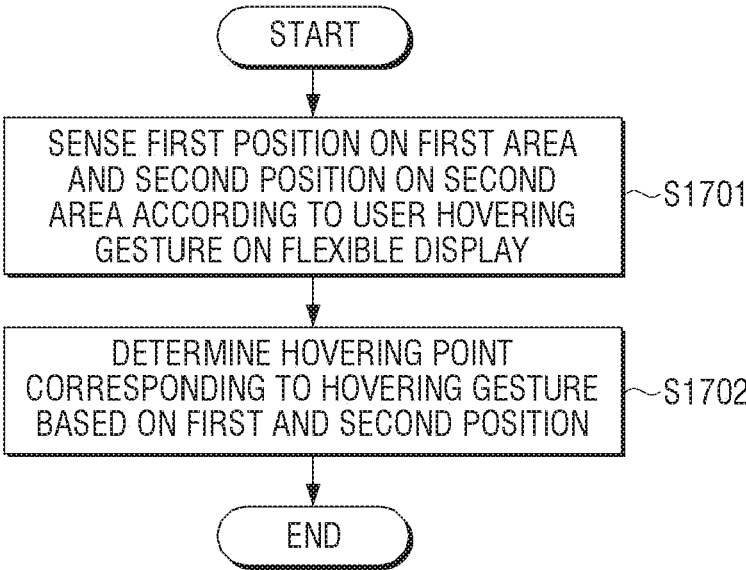 START
SENSE FIRST POSITION ON FIRST AREA
AND SECOND POSITION ON SECOND
AREA ACCORDING TO USER HOVERING
GESTURE ON FLEXIBLE DISPLAY
S1701
DETERMINE HOVERING POINT
CORRESPONDING TO HOVERING GESTURE
BASED ON FIRST AND SECOND POSITION
S1702
END